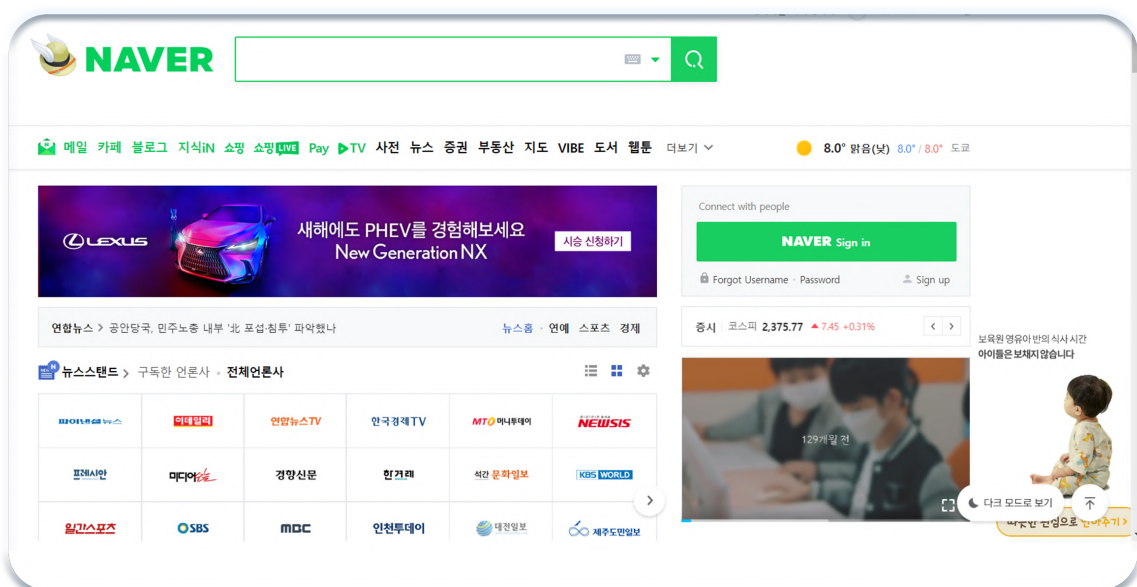 NAVER
메일 카페 블로그 지식iN 쇼핑 쇼핑LIVE Pay TV 사전 뉴스 증권 부동산 지도 VIBE 도서 웹툰 더보기
8.0° 맑음(낮) 8.0° / 8.0° 도쿄
LEXUS
새해에도 PHEV를 경험해보세요
New Generation NX
시승 신청하기
Connect with people
NAVER Sign in
Forgot Username · Password
Sign up
연합뉴스 > 공안당국, 민주노총 내부 '北 포섭·침투' 파악했나
뉴스홈 · 연예 스포츠 경제
증시 코스피 2,375.77 ▲ 7.45 +0.31%
뉴스스탠드 > 구독한 언론사 · 전체언론사
파이낸셜뉴스 이데일리 연합뉴스TV 한국경제TV MTO 머니투데이 NEWSIS
프레시안 미디어오늘 경향신문 한겨레 석간 문화일보 KBS WORLD
일간스포츠 SBS MBC 인천투데이 대전일보 제주도민일보
129개월 전
보육원 영유아 반의 식사 시간
아이들은 보채지 않습니다
다크 모드로 보기